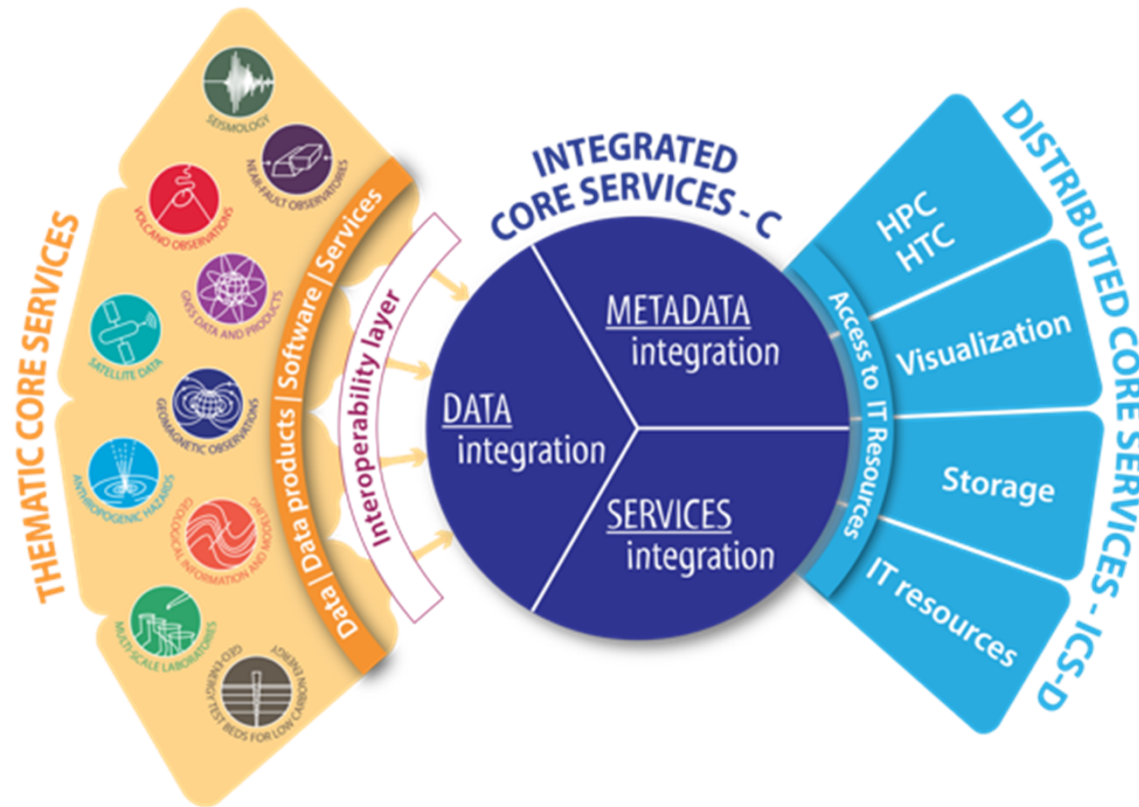 THEMATIC CORE SERVICES
SEISMOLOGY
NEAR-FAULT OBSERVATORIES
VOLCANO OBSERVATIONS
GNSS DATA AND PRODUCTS
SATELLITE DATA
GEOMAGNETIC OBSERVATIONS
ANTHROPOGENIC HAZARDS
GEOLOGICAL INFORMATION AND MODELING
MULTI-SCALE LABORATORIES
GEO-ENERGY TEST BEDS FOR LOW CARBON ENERGY
Data | Data products | Software | Services
Interoperability layer
INTEGRATED
CORE SERVICES - C
METADATA
integration
DATA
integration
SERVICES
integration
Access to IT Resources
HPC
HTC
Visualization
Storage
IT resources
DISTRIBUTED CORE SERVICES - ICS-D